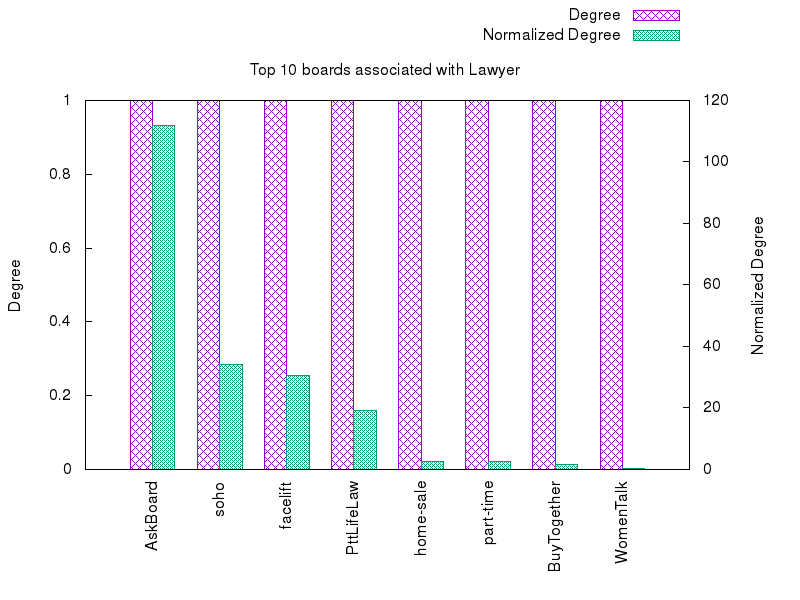 Degree
Normalized Degree
Top 10 boards associated with Lawyer
1
0.8
0.6
0.4
0.2
0
120
100
80
60
40
20
0
Degree
Normalized Degree
AskBoard
soho
facelift
PttLifeLaw
home-sale
part-time
BuyTogether
WomenTalk